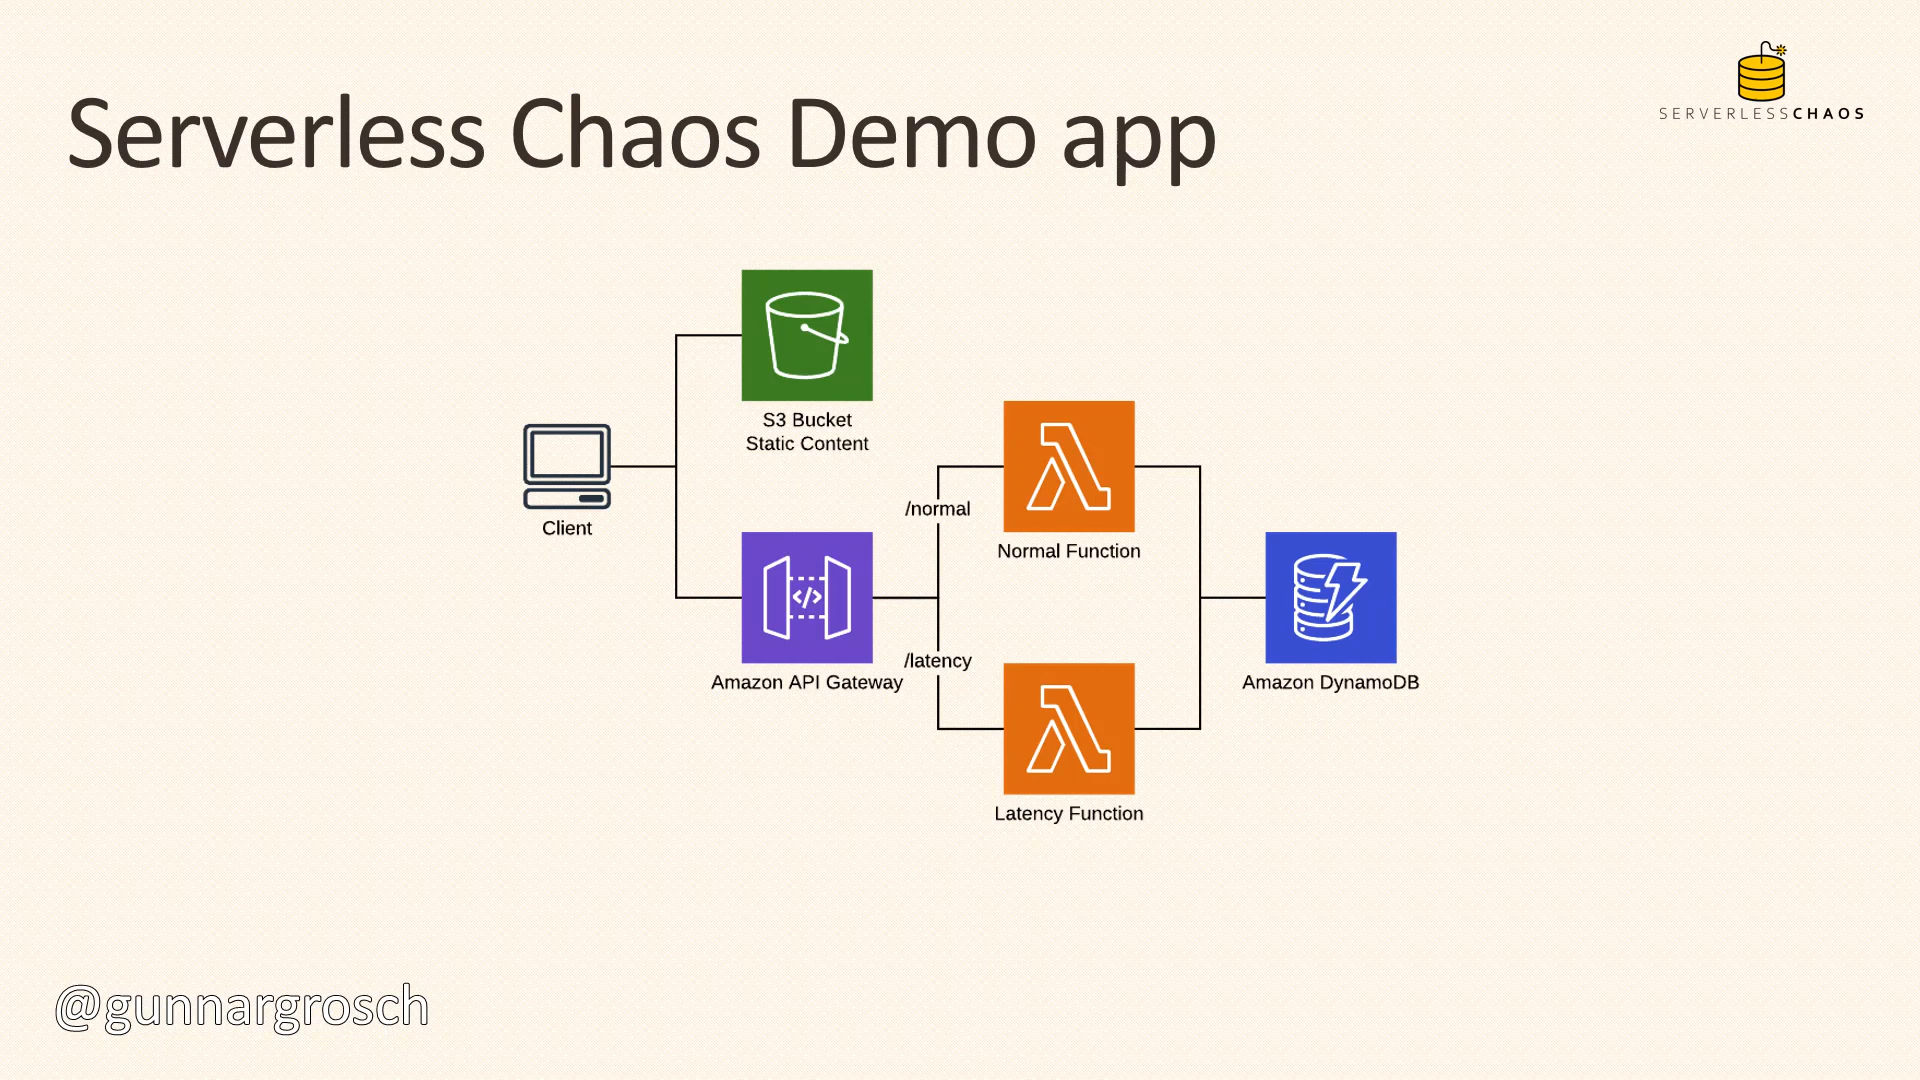 Serverless Chaos Demo app
SERVERLESSCHAOS
S3 Bucket
Static Content
Client
/normal
Normal Function
Amazon API Gateway
/latency
Amazon DynamoDB
Latency Function
@gunnargrosch